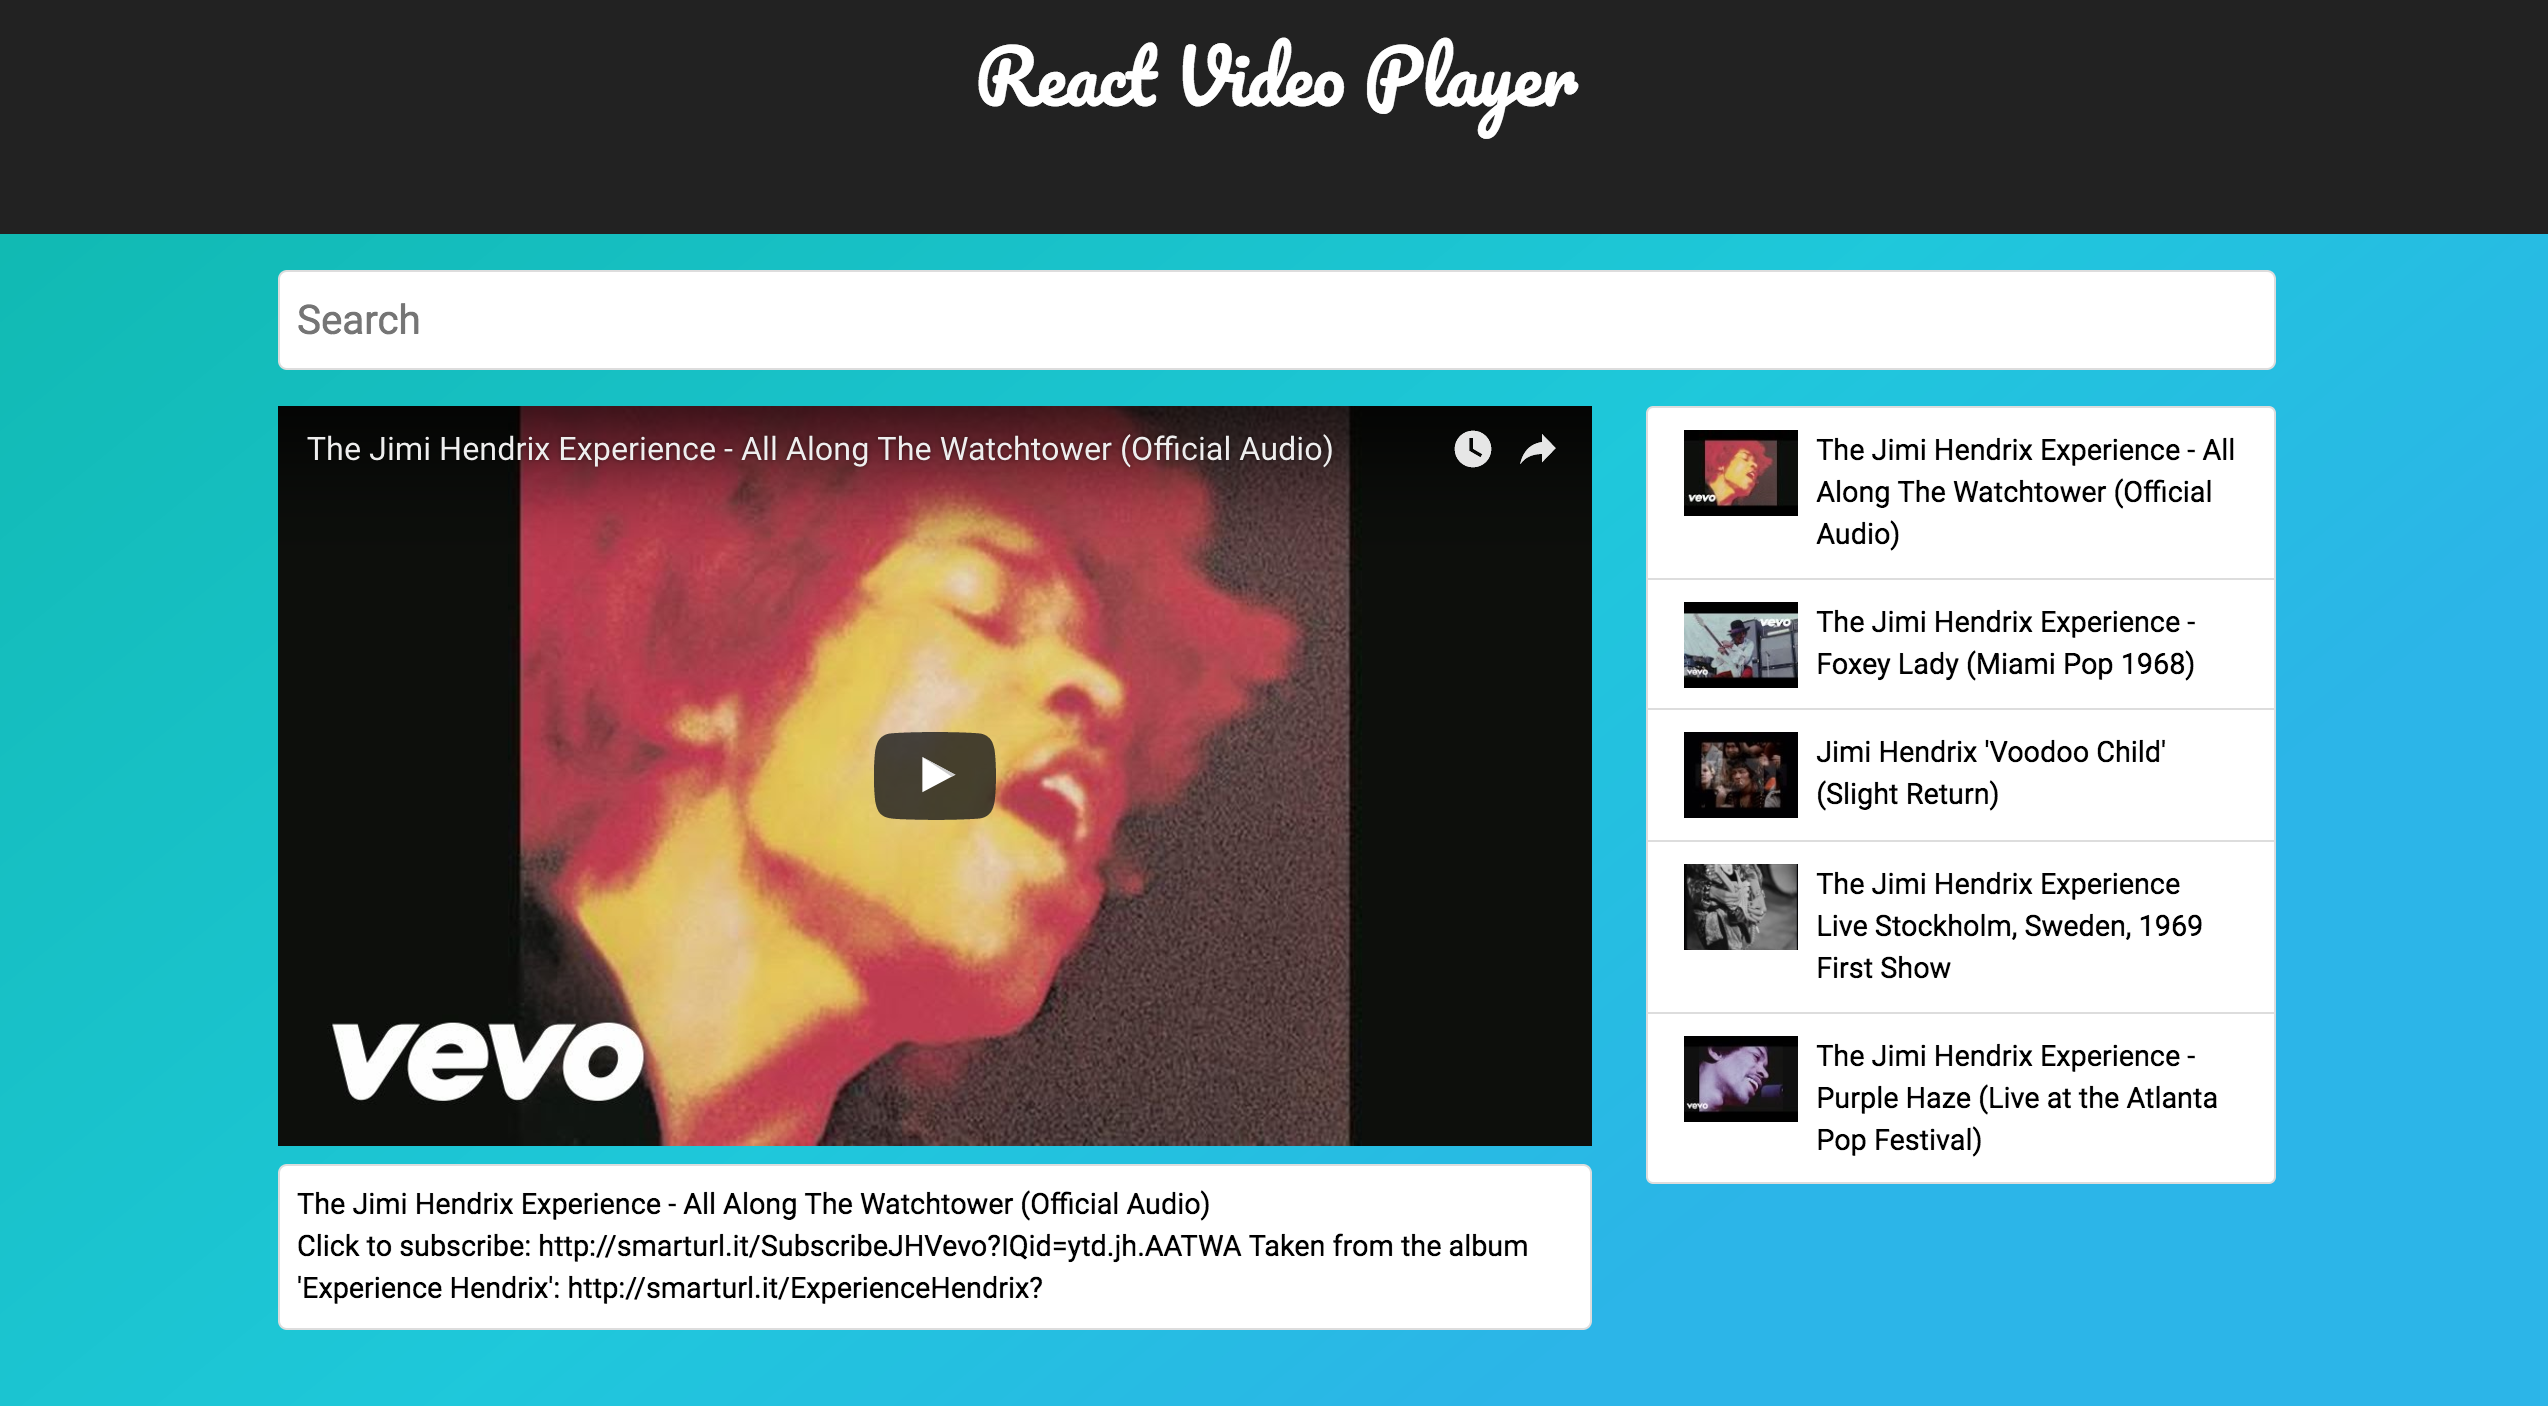 React Video Player
Search
The Jimi Hendrix Experience - All Along The Watchtower (Official Audio)
vevo
The Jimi Hendrix Experience - All Along The Watchtower (Official Audio)
Click to subscribe: http://smarturl.it/SubscribeJHVevo?IQid=ytd.jh.AATWA Taken from the album
'Experience Hendrix': http://smarturl.it/ExperienceHendrix?
vevo
The Jimi Hendrix Experience - All
Along The Watchtower (Official
Audio)
vevo
vevo
The Jimi Hendrix Experience -
Foxey Lady (Miami Pop 1968)
Jimi Hendrix 'Voodoo Child'
(Slight Return)
The Jimi Hendrix Experience
Live Stockholm, Sweden, 1969
First Show
vevo
The Jimi Hendrix Experience -
Purple Haze (Live at the Atlanta
Pop Festival)